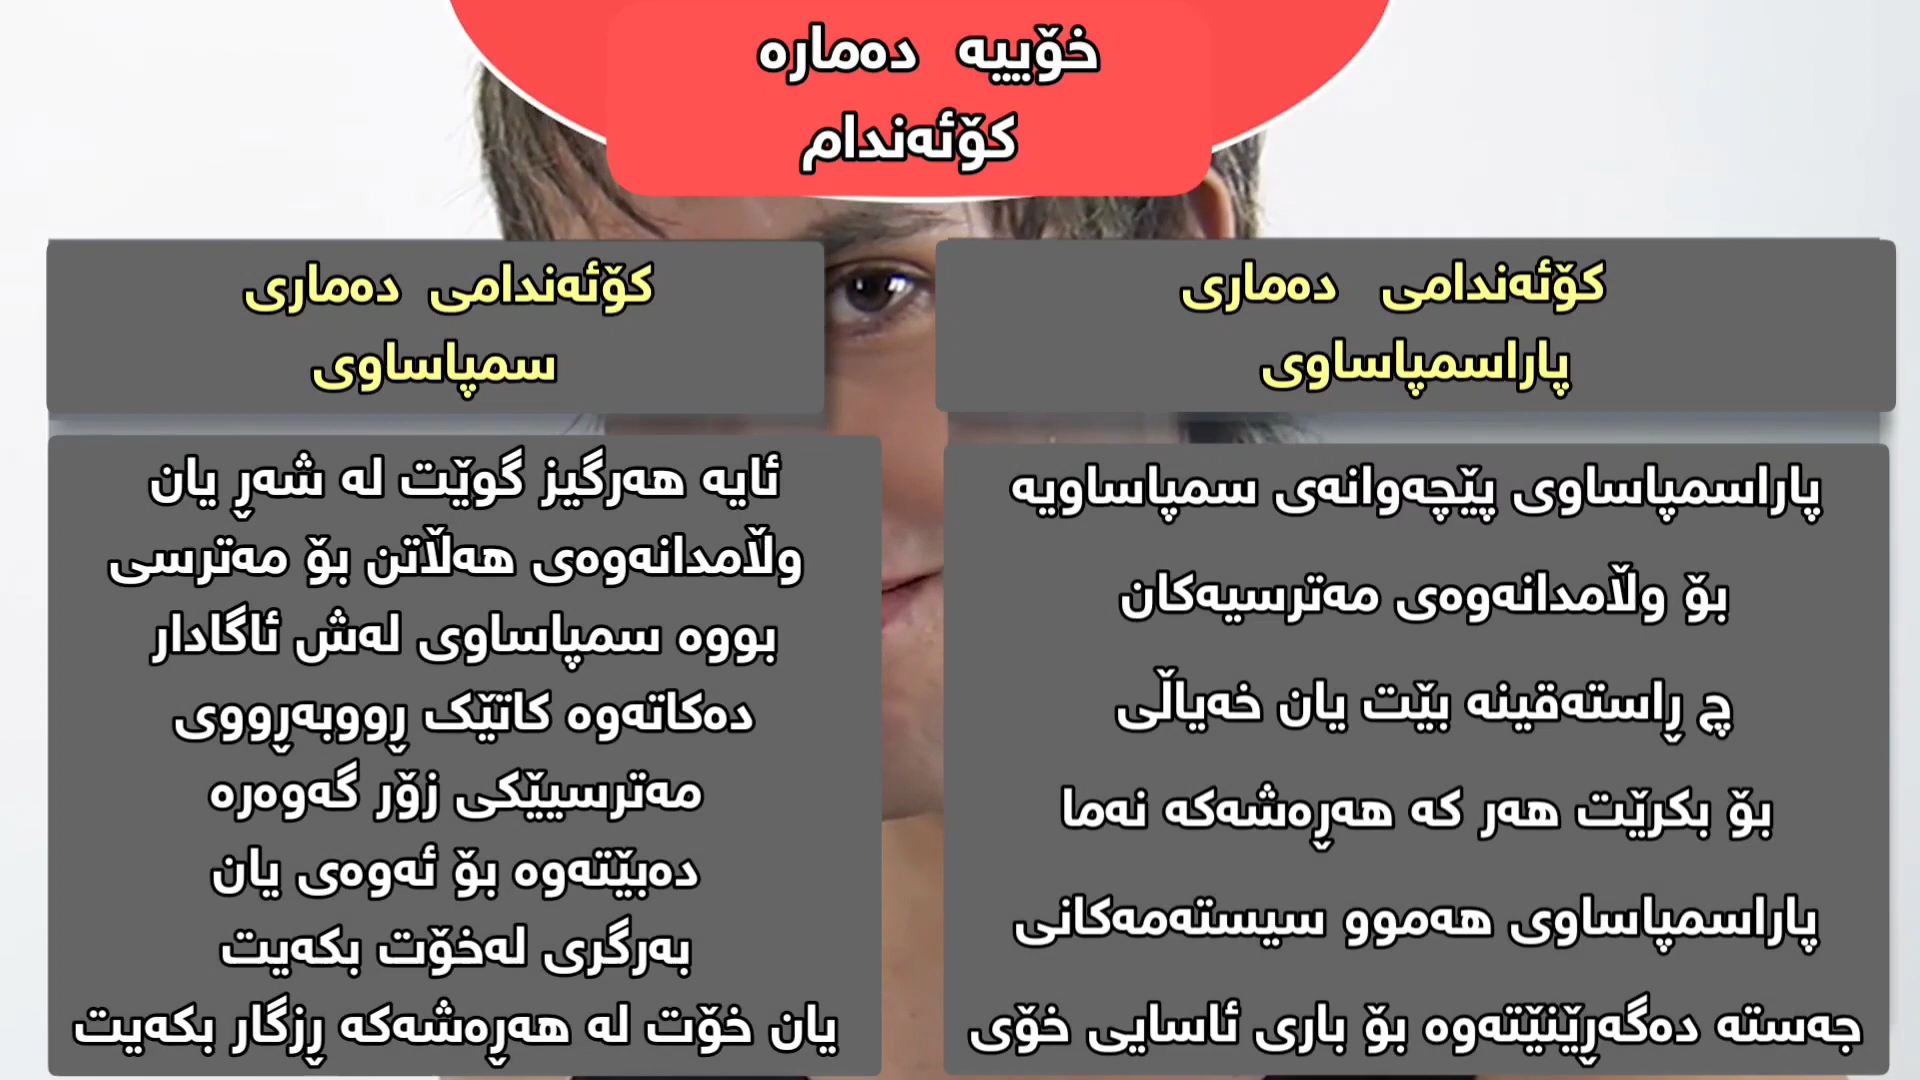 خۆییە دەمارە
کۆئەندام
کۆئەندامی دەماری
پاراسمپاساوی
پاراسمپاساوی پێچەوانەی سمپاساویە
بۆ وڵامدانەوەی مەترسیەکان
چ ڕاستەقینە بێت یان خەیاڵی
بۆ بکرێت هەر کە هەڕەشەکە نەما
پاراسمپاساوی هەموو سیستەمەکانی
جەستە دەگەڕێنێتەوە بۆ باری ئاسایی خۆی
کۆئەندامی دەماری
سمپاساوی
ئایە هەرگیز گوێت لە شەڕ یان
وڵامدانەوەی هەڵاتن بۆ مەترسی
بووە سمپاساوی لەش ئاگادار
دەکاتەوە کاتێک ڕووبەڕووی
مەترسییێکی زۆر گەوەرە
دەبێتەوە بۆ ئەوەی یان
بەرگری لەخۆت بکەیت
یان خۆت لە هەڕەشەکە ڕزگار بکەیت